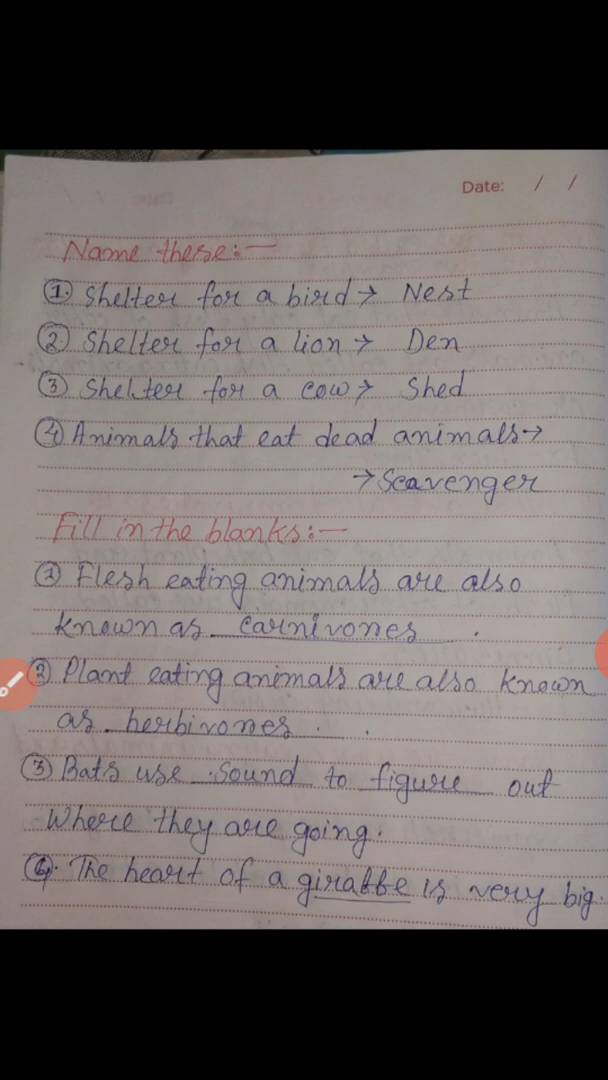 Date: / /
Name these:-
① Shelter for a bird → Nest
② Shelter for a lion → Den
③ Shelter for a cow → Shed
④ Animals that eat dead animals →
→ Scavenger
Fill in the blanks:-
① Flesh eating animals are also
known as carnivones.
② Plant eating animals are also known
as herbivones.
③ Bats use sound to figure out
where they are going.
④. The heart of a girabbe is very big.